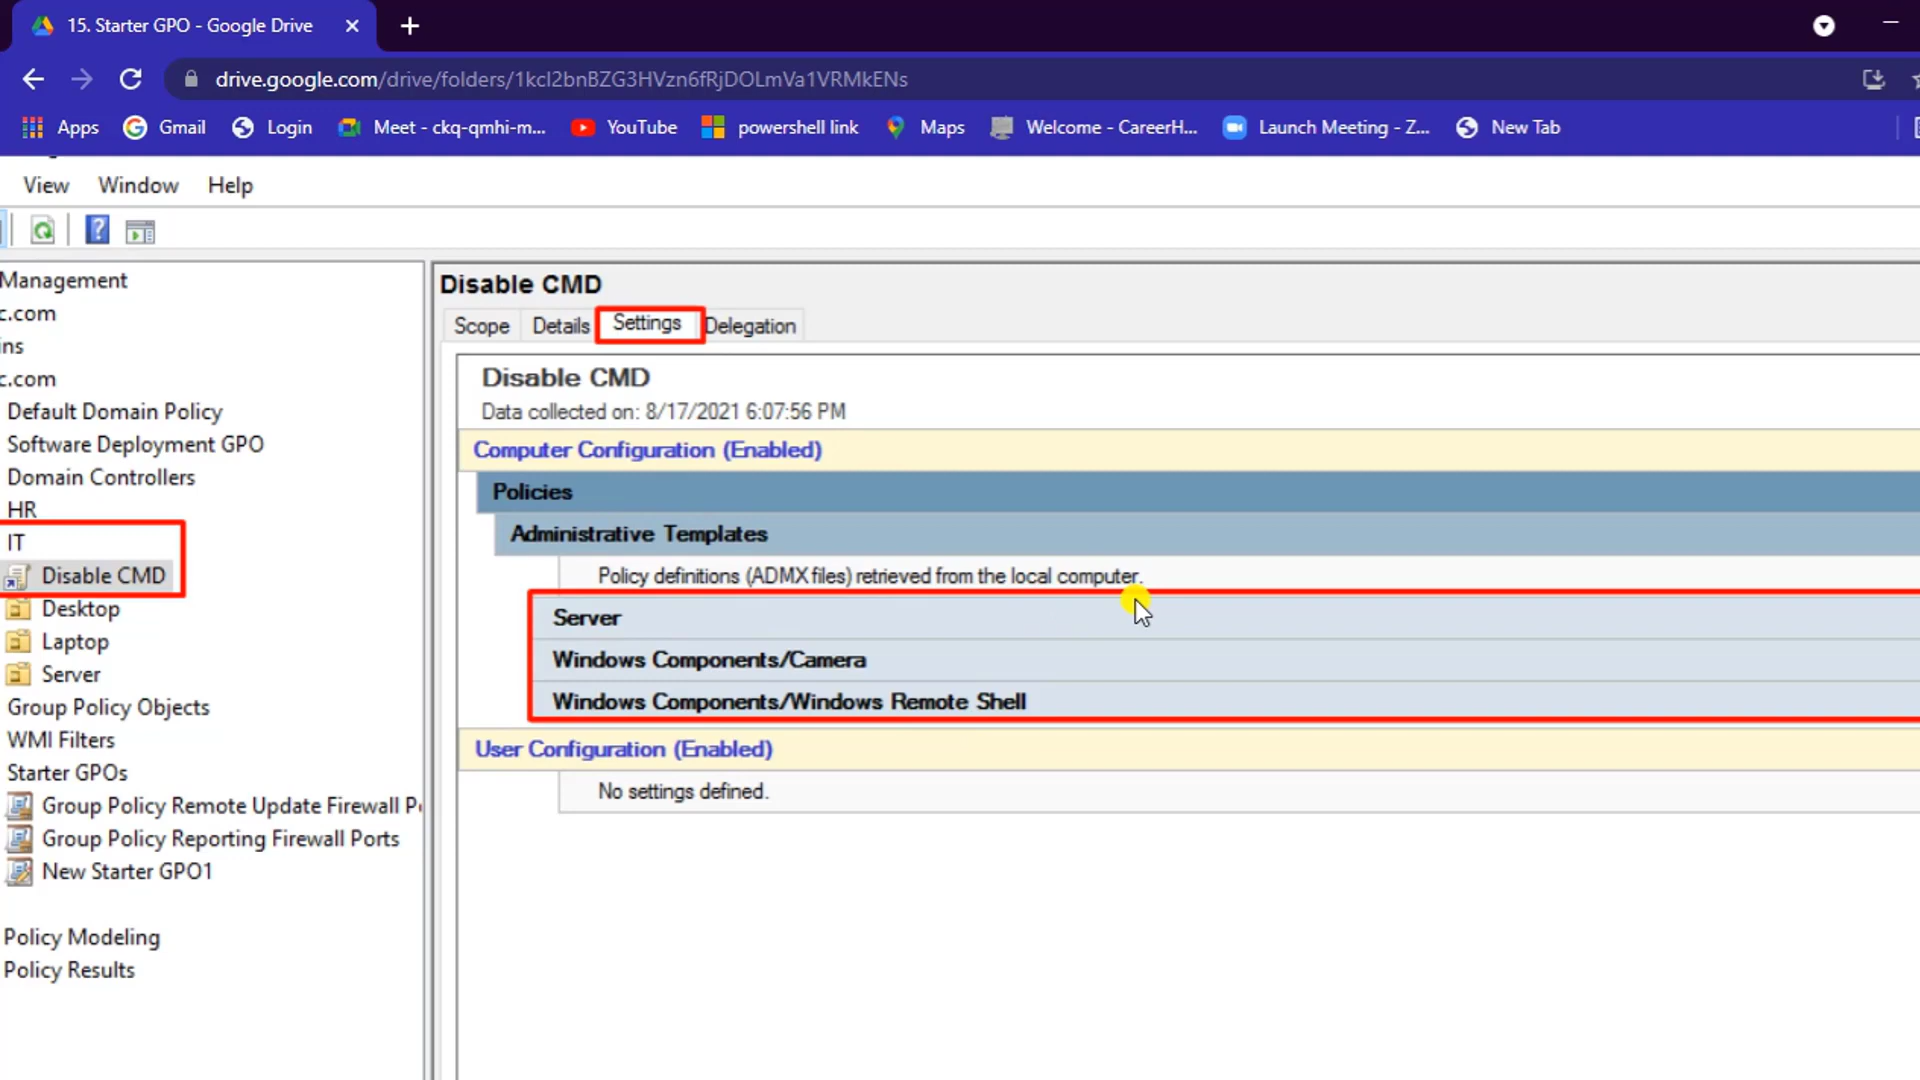 15. Starter GPO - Google Drive
drive.google.com/drive/folders/1kcI2bnBZG3HVzn6fRjDOLmVa1VRMkENs
Apps Gmail Login Meet - ckq-qmhi-m... YouTube powershell link Maps Welcome - CareerH... Launch Meeting - Z... New Tab
View Window Help
Management
c.com
ins
c.com
Default Domain Policy
Software Deployment GPO
Domain Controllers
HR
IT
Disable CMD
Desktop
Laptop
Server
Group Policy Objects
WMI Filters
Starter GPOs
Group Policy Remote Update Firewall P
Group Policy Reporting Firewall Ports
New Starter GPO1
Policy Modeling
Policy Results
Disable CMD
Scope Details Settings Delegation
Disable CMD
Data collected on: 8/17/2021 6:07:56 PM
Computer Configuration (Enabled)
Policies
Administrative Templates
Policy definitions (ADMX files) retrieved from the local computer.
Server
Windows Components/Camera
Windows Components/Windows Remote Shell
User Configuration (Enabled)
No settings defined.